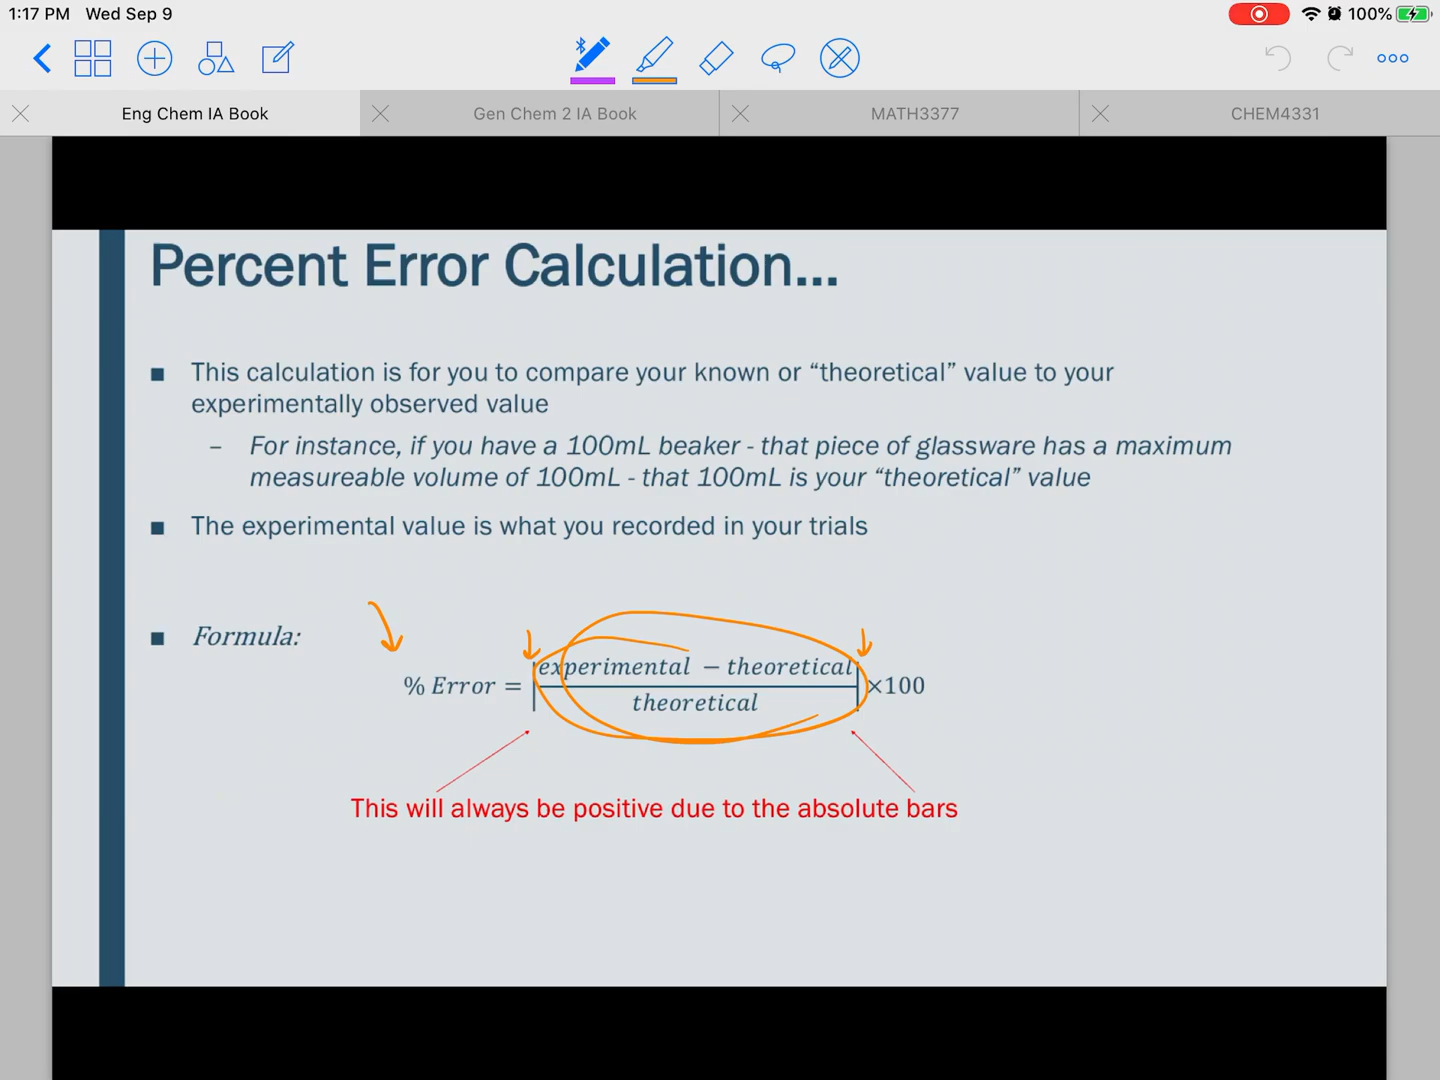 1:17 PM Wed Sep 9
100%
Eng Chem IA Book
Gen Chem 2 IA Book
MATH3377
CHEM4331
Percent Error Calculation...
■ This calculation is for you to compare your known or “theoretical” value to your
experimentally observed value
– For instance, if you have a 100mL beaker - that piece of glassware has a maximum
measureable volume of 100mL - that 100mL is your “theoretical” value
■ The experimental value is what you recorded in your trials
■ Formula:
% Error = |experimental − theoretical / theoretical| ×100
This will always be positive due to the absolute bars